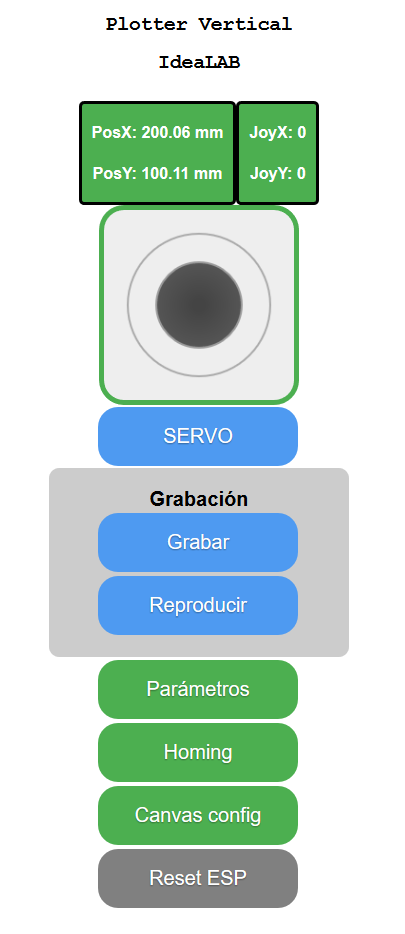 Plotter Vertical
IdeaLAB
PosX: 200.06 mm
JoyX: 0
PosY: 100.11 mm
JoyY: 0
SERVO
Grabación
Grabar
Reproducir
Parámetros
Homing
Canvas config
Reset ESP